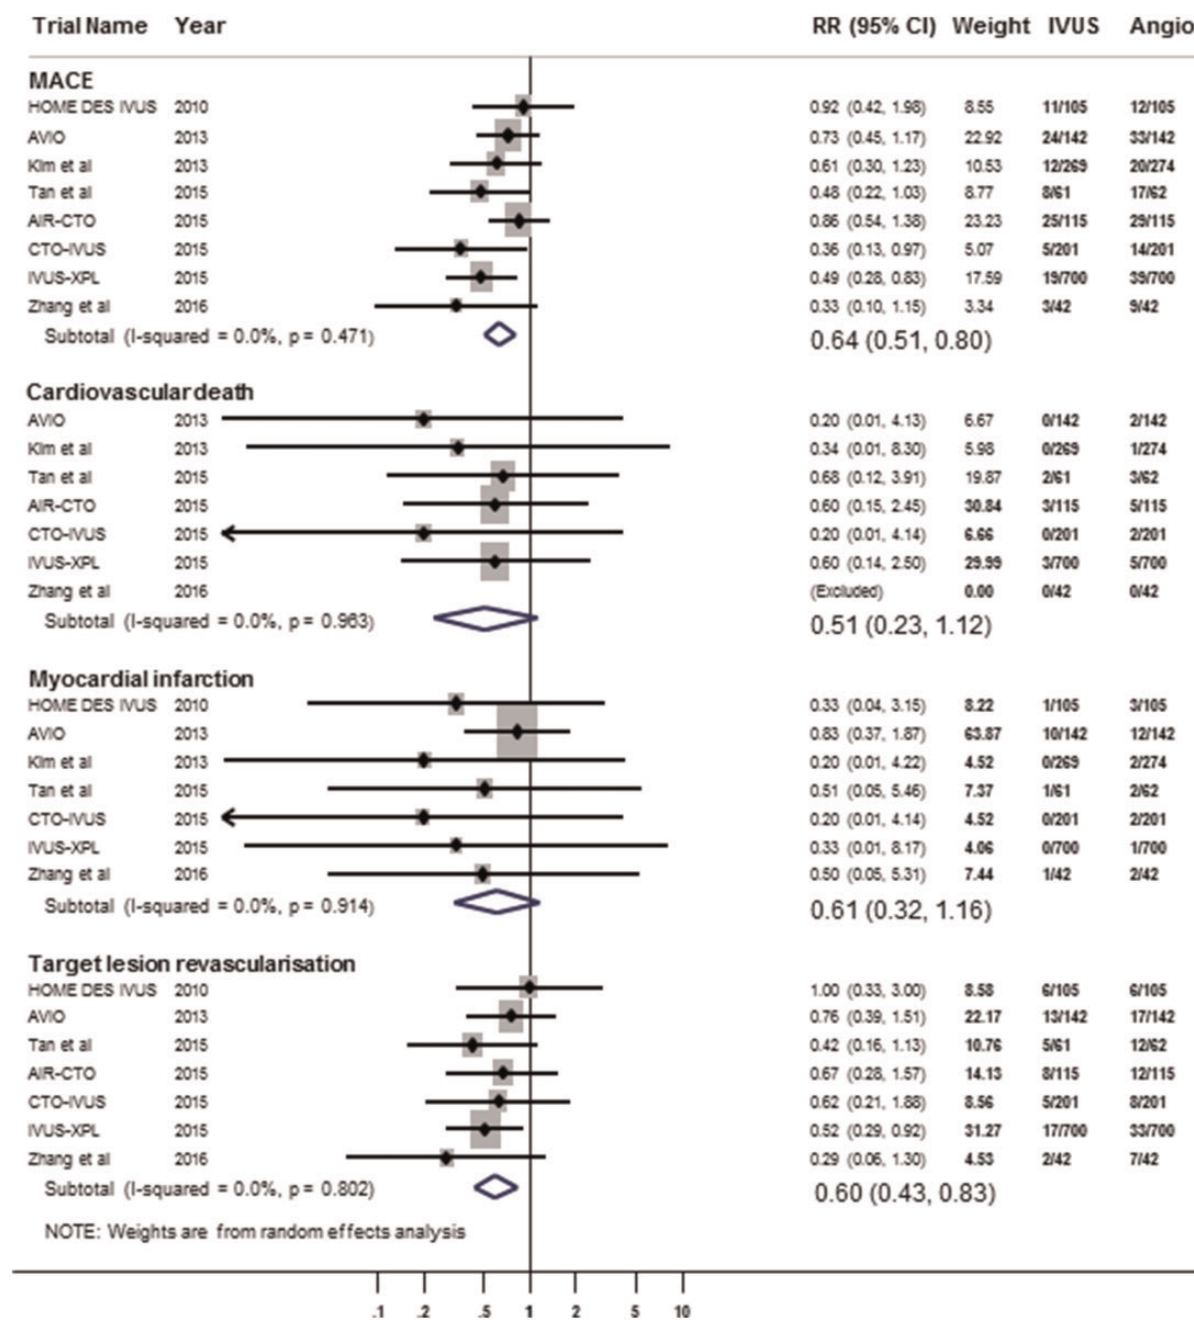 Trial Name Year RR (95% CI) Weight IVUS Angio
MACE
HOME DES IVUS 2010 0.92 (0.42, 1.98) 8.55 11/105 12/105
AVIO 2013 0.73 (0.45, 1.17) 22.92 24/142 33/142
Kim et al 2013 0.61 (0.30, 1.23) 10.53 12/269 20/274
Tan et al 2015 0.48 (0.22, 1.03) 8.77 8/61 17/62
AIR-CTO 2015 0.86 (0.54, 1.38) 23.23 25/115 29/115
CTO-IVUS 2015 0.36 (0.13, 0.97) 5.07 5/201 14/201
IVUS-XPL 2015 0.49 (0.28, 0.83) 17.59 19/700 39/700
Zhang et al 2016 0.33 (0.10, 1.15) 3.34 3/42 9/42
Subtotal (I-squared = 0.0%, p = 0.471) 0.64 (0.51, 0.80)
Cardiovascular death
AVIO 2013 0.20 (0.01, 4.13) 6.67 0/142 2/142
Kim et al 2013 0.34 (0.01, 8.30) 5.98 0/269 1/274
Tan et al 2015 0.68 (0.12, 3.91) 19.87 2/61 3/62
AIR-CTO 2015 0.60 (0.15, 2.45) 30.84 3/115 5/115
CTO-IVUS 2015 0.20 (0.01, 4.14) 6.66 0/201 2/201
IVUS-XPL 2015 0.60 (0.14, 2.50) 29.99 3/700 5/700
Zhang et al 2016 (Excluded) 0.00 0/42 0/42
Subtotal (I-squared = 0.0%, p = 0.963) 0.51 (0.23, 1.12)
Myocardial infarction
HOME DES IVUS 2010 0.33 (0.04, 3.15) 8.22 1/105 3/105
AVIO 2013 0.83 (0.37, 1.87) 63.87 10/142 12/142
Kim et al 2013 0.20 (0.01, 4.22) 4.52 0/269 2/274
Tan et al 2015 0.51 (0.05, 5.46) 7.37 1/61 2/62
CTO-IVUS 2015 0.20 (0.01, 4.14) 4.52 0/201 2/201
IVUS-XPL 2015 0.33 (0.01, 8.17) 4.06 0/700 1/700
Zhang et al 2016 0.50 (0.05, 5.31) 7.44 1/42 2/42
Subtotal (I-squared = 0.0%, p = 0.914) 0.61 (0.32, 1.16)
Target lesion revascularisation
HOME DES IVUS 2010 1.00 (0.33, 3.00) 8.58 6/105 6/105
AVIO 2013 0.76 (0.39, 1.51) 22.17 13/142 17/142
Tan et al 2015 0.42 (0.16, 1.13) 10.76 5/61 12/62
AIR-CTO 2015 0.67 (0.28, 1.57) 14.13 8/115 12/115
CTO-IVUS 2015 0.62 (0.21, 1.88) 8.56 5/201 8/201
IVUS-XPL 2015 0.52 (0.29, 0.92) 31.27 17/700 33/700
Zhang et al 2016 0.29 (0.06, 1.30) 4.53 2/42 7/42
Subtotal (I-squared = 0.0%, p = 0.802) 0.60 (0.43, 0.83)
NOTE: Weights are from random effects analysis
.1 .2 .5 1 2 5 10